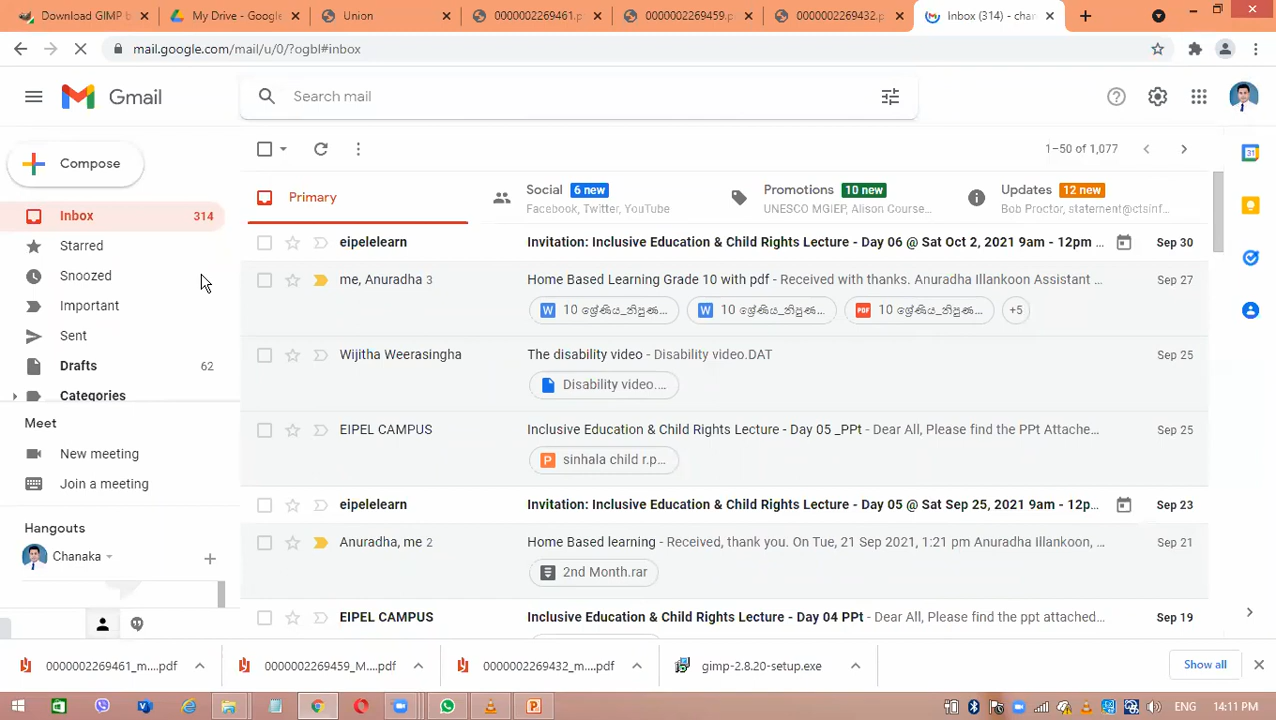 Download GIMP b
My Drive - Google
Union
0000002269461.p
0000002269459.p
0000002269432.p
Inbox (314) - chan
mail.google.com/mail/u/0/?ogbl#inbox
Gmail
Search mail
Compose
1–50 of 1,077
Primary
Social 6 new
Facebook, Twitter, YouTube
Promotions 10 new
UNESCO MGIEP, Alison Course...
Updates 12 new
Bob Proctor, statement@ctsinf...
Inbox 314
Starred
Snoozed
Important
Sent
Drafts 62
Categories
Meet
New meeting
Join a meeting
Hangouts
Chanaka
eipelelearn Invitation: Inclusive Education & Child Rights Lecture - Day 06 @ Sat Oct 2, 2021 9am - 12pm ... Sep 30
me, Anuradha 3 Home Based Learning Grade 10 with pdf - Received with thanks. Anuradha Illankoon Assistant ... Sep 27
10 ශ්‍රේණිය_නිපුණ... 10 ශ්‍රේණිය_නිපුණ... PDF 10 ශ්‍රේණිය_නිපුණ... +5
Wijitha Weerasingha The disability video - Disability video.DAT Sep 25
Disability video....
EIPEL CAMPUS Inclusive Education & Child Rights Lecture - Day 05 _PPt - Dear All, Please find the PPt Attache... Sep 25
P sinhala child r.p...
eipelelearn Invitation: Inclusive Education & Child Rights Lecture - Day 05 @ Sat Sep 25, 2021 9am - 12p... Sep 23
Anuradha, me 2 Home Based learning - Received, thank you. On Tue, 21 Sep 2021, 1:21 pm Anuradha Illankoon, ... Sep 21
2nd Month.rar
EIPEL CAMPUS Inclusive Education & Child Rights Lecture - Day 04 PPt - Dear All, Please find the ppt attached... Sep 19
0000002269461_m....pdf
0000002269459_M....pdf
0000002269432_m....pdf
gimp-2.8.20-setup.exe
Show all
ENG 14:11 PM